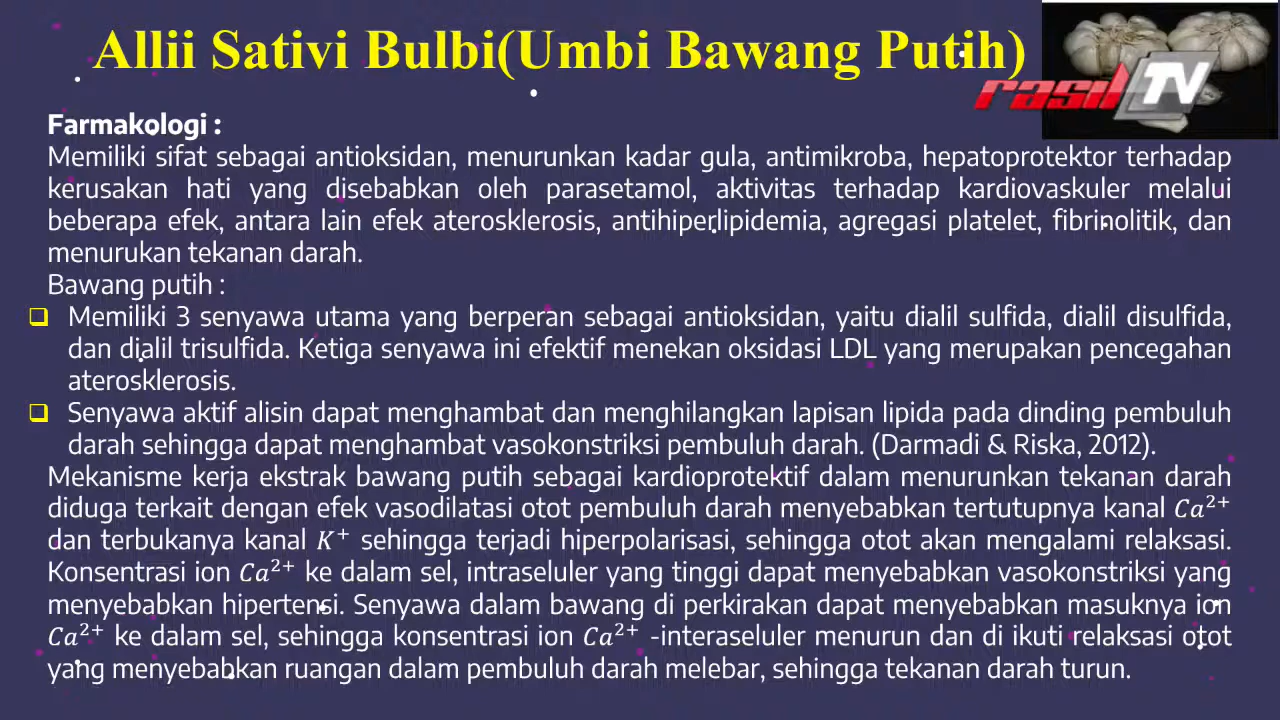 Allii Sativi Bulbi(Umbi Bawang Putih)
rasil TV
Farmakologi :
Memiliki sifat sebagai antioksidan, menurunkan kadar gula, antimikroba, hepatoprotektor terhadap
kerusakan hati yang disebabkan oleh parasetamol, aktivitas terhadap kardiovaskuler melalui
beberapa efek, antara lain efek aterosklerosis, antihiperlipidemia, agregasi platelet, fibrinolitik, dan
menurukan tekanan darah.
Bawang putih :
❑ Memiliki 3 senyawa utama yang berperan sebagai antioksidan, yaitu dialil sulfida, dialil disulfida,
dan dialil trisulfida. Ketiga senyawa ini efektif menekan oksidasi LDL yang merupakan pencegahan
aterosklerosis.
❑ Senyawa aktif alisin dapat menghambat dan menghilangkan lapisan lipida pada dinding pembuluh
darah sehingga dapat menghambat vasokonstriksi pembuluh darah. (Darmadi & Riska, 2012).
Mekanisme kerja ekstrak bawang putih sebagai kardioprotektif dalam menurunkan tekanan darah
diduga terkait dengan efek vasodilatasi otot pembuluh darah menyebabkan tertutupnya kanal Ca²⁺
dan terbukanya kanal K⁺ sehingga terjadi hiperpolarisasi, sehingga otot akan mengalami relaksasi.
Konsentrasi ion Ca²⁺ ke dalam sel, intraseluler yang tinggi dapat menyebabkan vasokonstriksi yang
menyebabkan hipertensi. Senyawa dalam bawang di perkirakan dapat menyebabkan masuknya ion
Ca²⁺ ke dalam sel, sehingga konsentrasi ion Ca²⁺ -interaseluler menurun dan di ikuti relaksasi otot
yang menyebabkan ruangan dalam pembuluh darah melebar, sehingga tekanan darah turun.